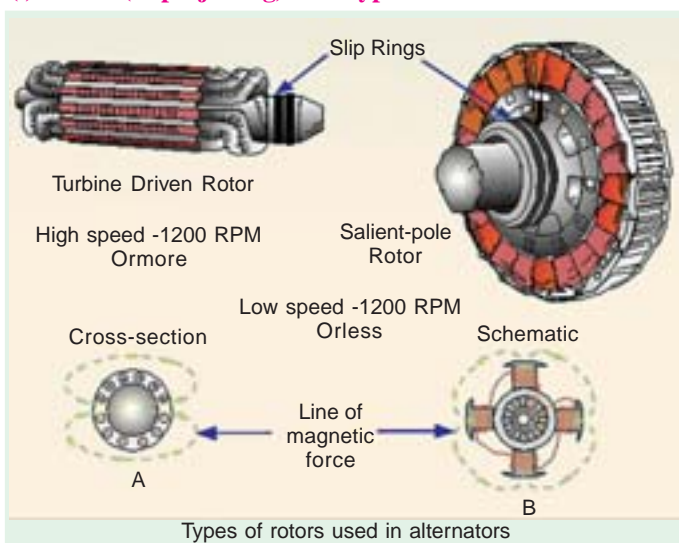 Slip Rings
Turbine Driven Rotor
High speed -1200 RPM
Ormore
Salient-pole
Rotor
Low speed -1200 RPM
Orless
Cross-section
Schematic
Line of
magnetic
force
A
B
Types of rotors used in alternators